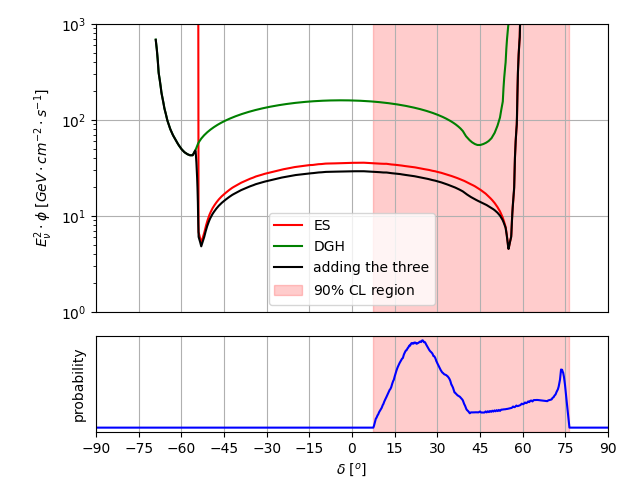 10³
10²
10¹
10⁰
E²ᵥ · ϕ [GeV · cm⁻² · s⁻¹]
ES
DGH
adding the three
90% CL region
probability
−90 −75 −60 −45 −30 −15 0 15 30 45 60 75 90
δ [°]